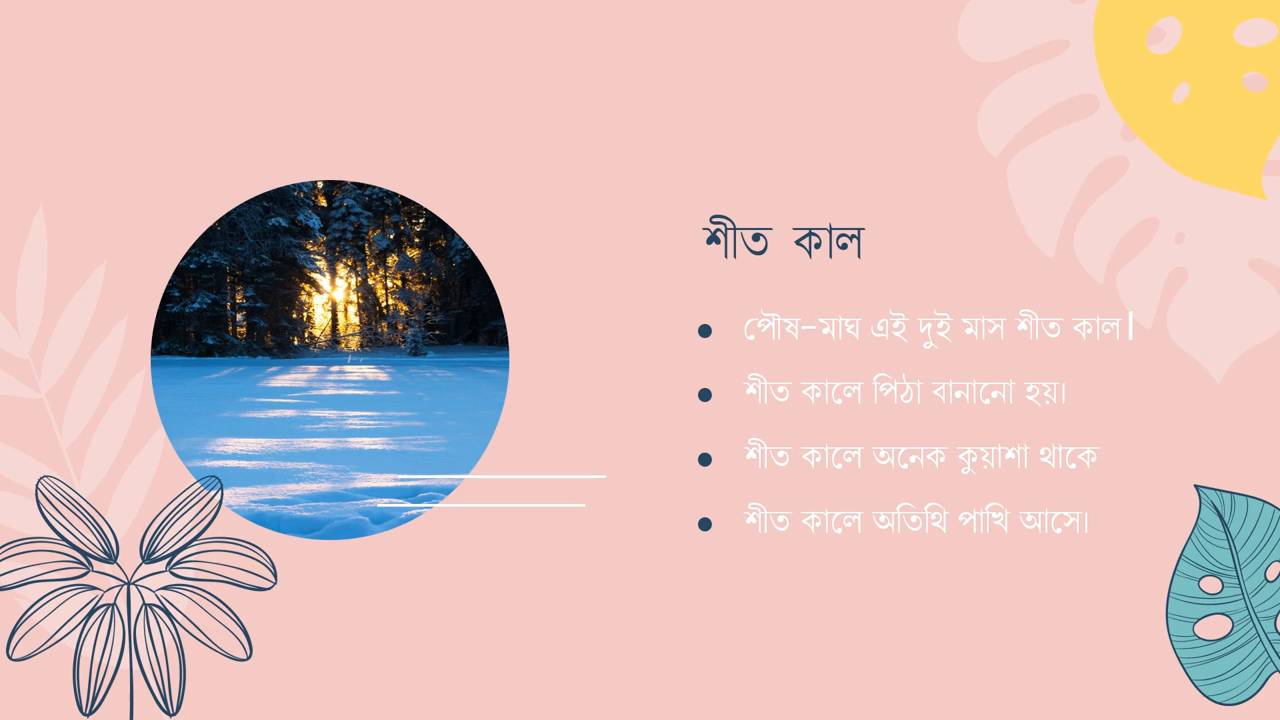 শীত কাল
পৌষ-মাঘ এই দুই মাস শীত কাল|
শীত কালে পিঠা বানানো হয়।
শীত কালে অনেক কুয়াশা থাকে
শীত কালে অতিথি পাখি আসে।